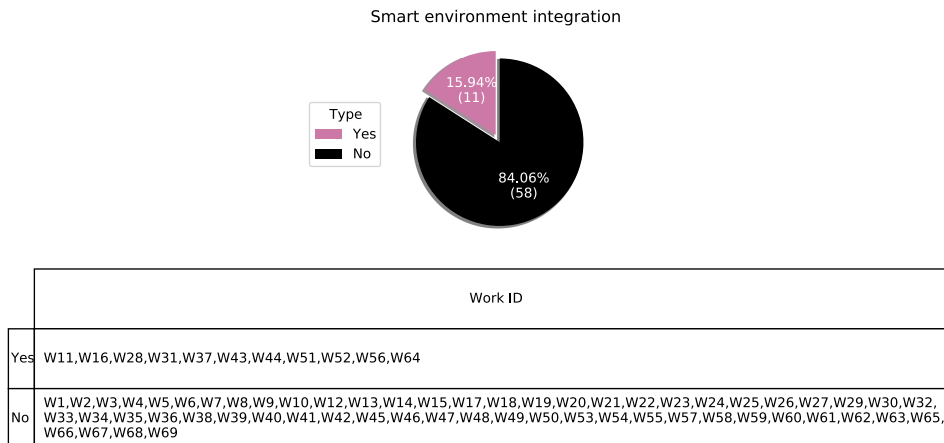 Smart environment integration
15.94%
(11)
Type
Yes
No
84.06%
(58)
Work ID
Yes
W11,W16,W28,W31,W37,W43,W44,W51,W52,W56,W64
No
W1,W2,W3,W4,W5,W6,W7,W8,W9,W10,W12,W13,W14,W15,W17,W18,W19,W20,W21,W22,W23,W24,W25,W26,W27,W29,W30,W32,
W33,W34,W35,W36,W38,W39,W40,W41,W42,W45,W46,W47,W48,W49,W50,W53,W54,W55,W57,W58,W59,W60,W61,W62,W63,W65,
W66,W67,W68,W69